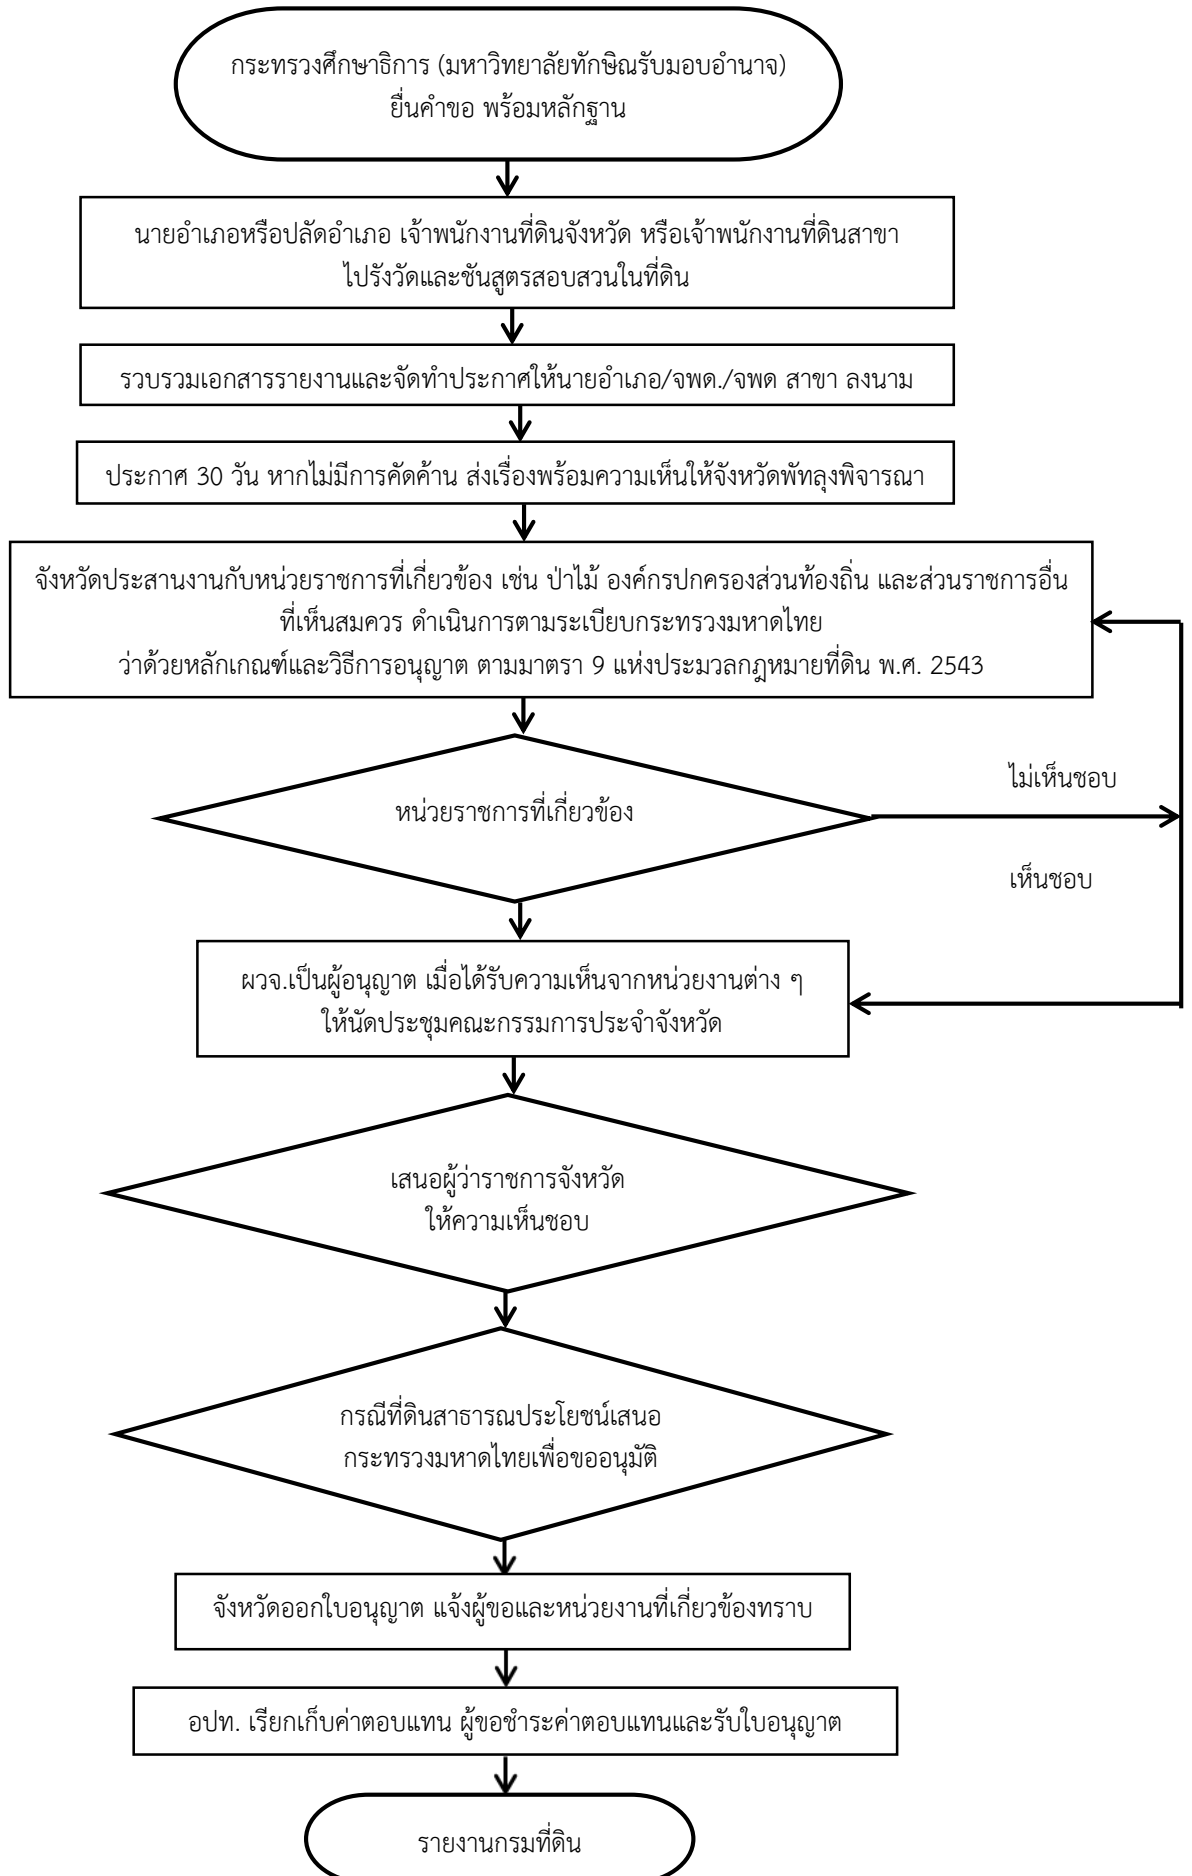 กระทรวงศึกษาธิการ (มหาวิทยาลัยทักษิณรับมอบอำนาจ)
ยื่นคำขอ พร้อมหลักฐาน
นายอำเภอหรือปลัดอำเภอ เจ้าพนักงานที่ดินจังหวัด หรือเจ้าพนักงานที่ดินสาขา
ไปรังวัดและชันสูตรสอบสวนในที่ดิน
รวบรวมเอกสารรายงานและจัดทำประกาศให้นายอำเภอ/จพด./จพด สาขา ลงนาม
ประกาศ 30 วัน หากไม่มีการคัดค้าน ส่งเรื่องพร้อมความเห็นให้จังหวัดพัทลุงพิจารณา
จังหวัดประสานงานกับหน่วยราชการที่เกี่ยวข้อง เช่น ป่าไม้ องค์กรปกครองส่วนท้องถิ่น และส่วนราชการอื่น
ที่เห็นสมควร ดำเนินการตามระเบียบกระทรวงมหาดไทย
ว่าด้วยหลักเกณฑ์และวิธีการอนุญาต ตามมาตรา 9 แห่งประมวลกฎหมายที่ดิน พ.ศ. 2543
ไม่เห็นชอบ
หน่วยราชการที่เกี่ยวข้อง
เห็นชอบ
ผวจ.เป็นผู้อนุญาต เมื่อได้รับความเห็นจากหน่วยงานต่าง ๆ
ให้นัดประชุมคณะกรรมการประจำจังหวัด
เสนอผู้ว่าราชการจังหวัด
ให้ความเห็นชอบ
กรณีที่ดินสาธารณประโยชน์เสนอ
กระทรวงมหาดไทยเพื่อขออนุมัติ
จังหวัดออกใบอนุญาต แจ้งผู้ขอและหน่วยงานที่เกี่ยวข้องทราบ
อปท. เรียกเก็บค่าตอบแทน ผู้ขอชำระค่าตอบแทนและรับใบอนุญาต
รายงานกรมที่ดิน